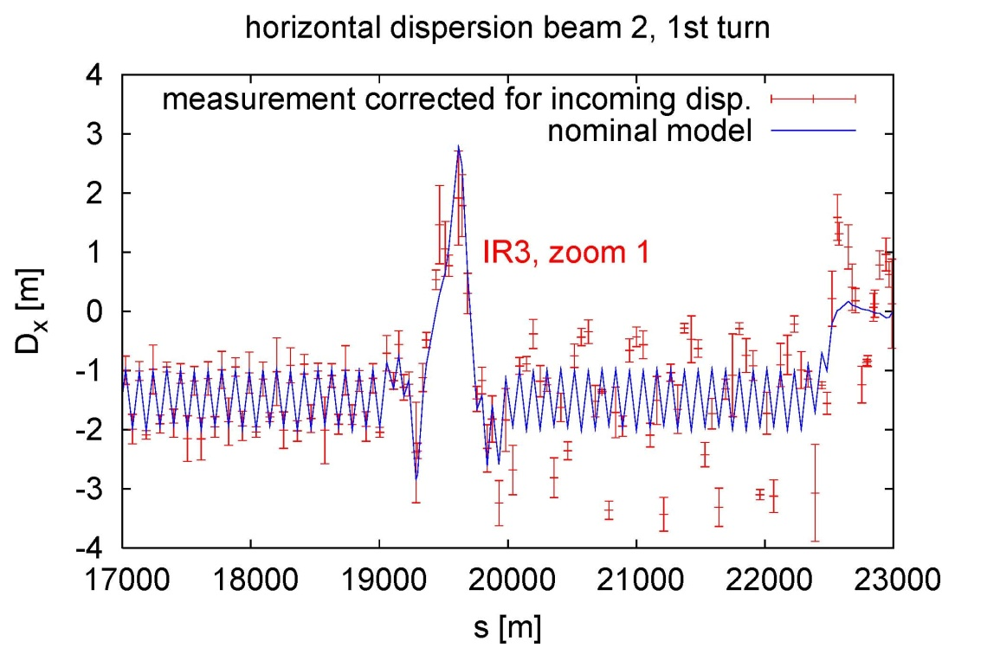 horizontal dispersion beam 2, 1st turn
measurement corrected for incoming disp.
nominal model
IR3, zoom 1
Dx [m]
4
3
2
1
0
-1
-2
-3
-4
17000 18000 19000 20000 21000 22000 23000
s [m]